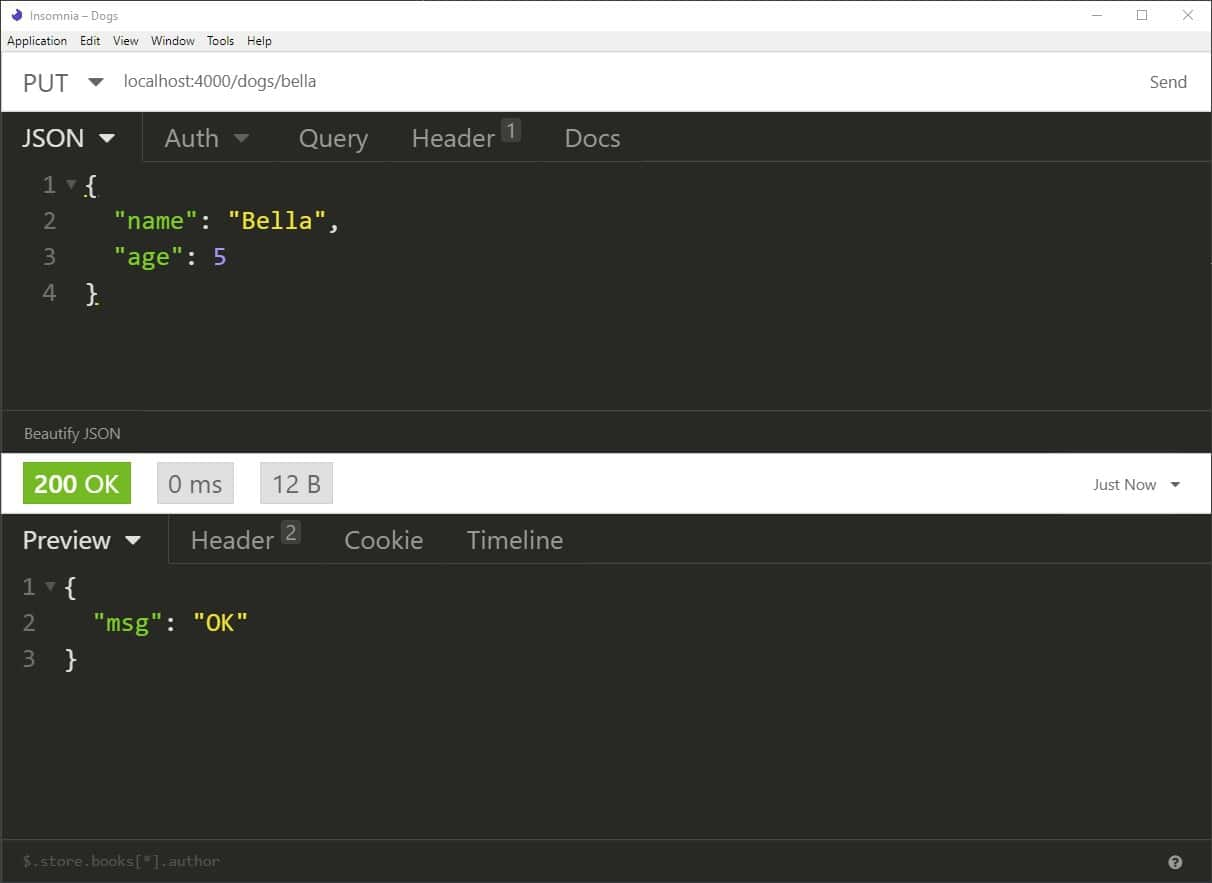 Insomnia – Dogs
Application Edit View Window Tools Help
PUT localhost:4000/dogs/bella Send
JSON Auth Query Header 1 Docs
1 {
2 "name": "Bella",
3 "age": 5
4 }
Beautify JSON
200 OK 0 ms 12 B Just Now
Preview Header 2 Cookie Timeline
1 {
2 "msg": "OK"
3 }
$.store.books[*].author ?